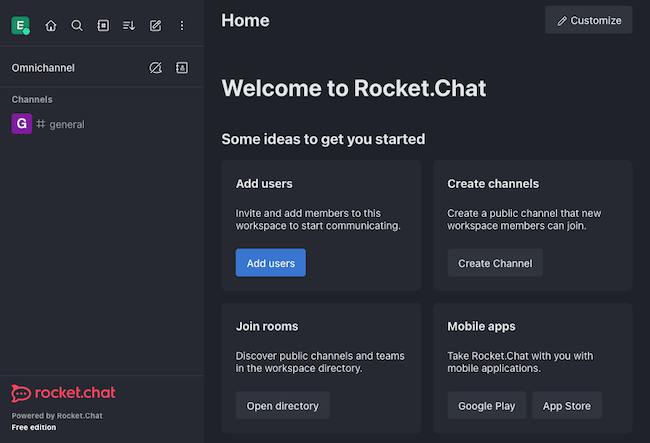 E
Home
Customize
Omnichannel
Channels
G
general
Welcome to Rocket.Chat
Some ideas to get you started
Add users
Invite and add members to this
workspace to start communicating.
Add users
Create channels
Create a public channel that new
workspace members can join.
Create Channel
Join rooms
Discover public channels and teams
in the workspace directory.
Open directory
Mobile apps
Take Rocket.Chat with you with
mobile applications.
Google Play
App Store
rocket.chat
Powered by Rocket.Chat
Free edition